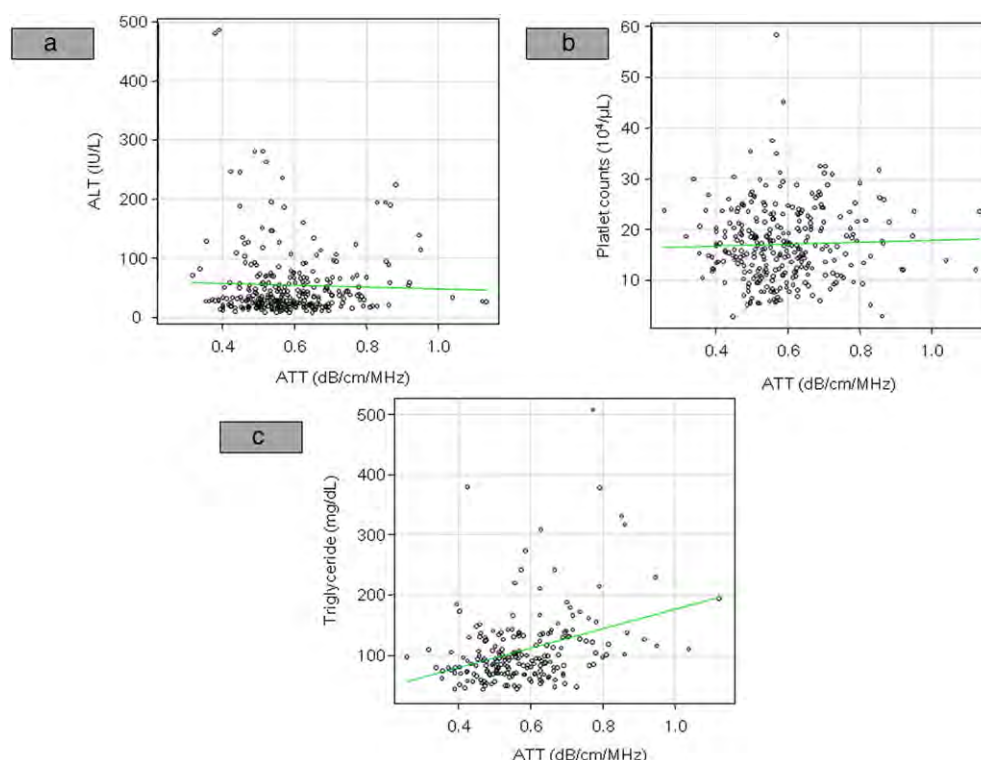 a
500
400
300
200
100
0
ALT (IU/L)
0.4 0.6 0.8 1.0
ATT (dB/cm/MHz)
b
60
50
40
30
20
10
Platlet counts (10⁴/μL)
0.4 0.6 0.8 1.0
ATT (dB/cm/MHz)
c
500
400
300
200
100
Triglyceride (mg/dL)
0.4 0.6 0.8 1.0
ATT (dB/cm/MHz)